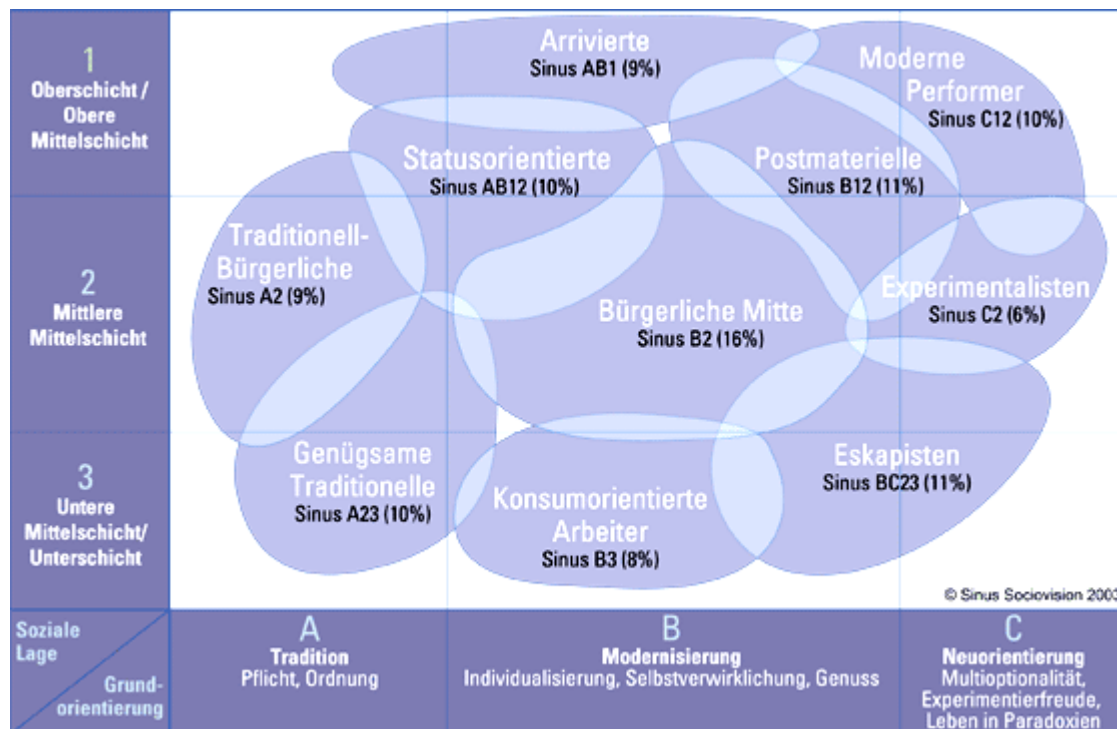 1
Oberschicht /
Obere
Mittelschicht
Arrivierte
Sinus AB1 (9%)
Moderne
Performer
Sinus C12 (10%)
Statusorientierte
Sinus AB12 (10%)
Postmaterielle
Sinus B12 (11%)
2
Mittlere
Mittelschicht
Traditionell-
Bürgerliche
Sinus A2 (9%)
Bürgerliche Mitte
Sinus B2 (16%)
Experimentalisten
Sinus C2 (6%)
3
Untere
Mittelschicht/
Unterschicht
Genügsame
Traditionelle
Sinus A23 (10%)
Konsumorientierte
Arbeiter
Sinus B3 (8%)
Eskapisten
Sinus BC23 (11%)
© Sinus Sociovision 2003
Soziale
Lage
Grund-
orientierung
A
Tradition
Pflicht, Ordnung
B
Modernisierung
Individualisierung, Selbstverwirklichung, Genuss
C
Neuorientierung
Multioptionalität,
Experimentierfreude,
Leben in Paradoxien